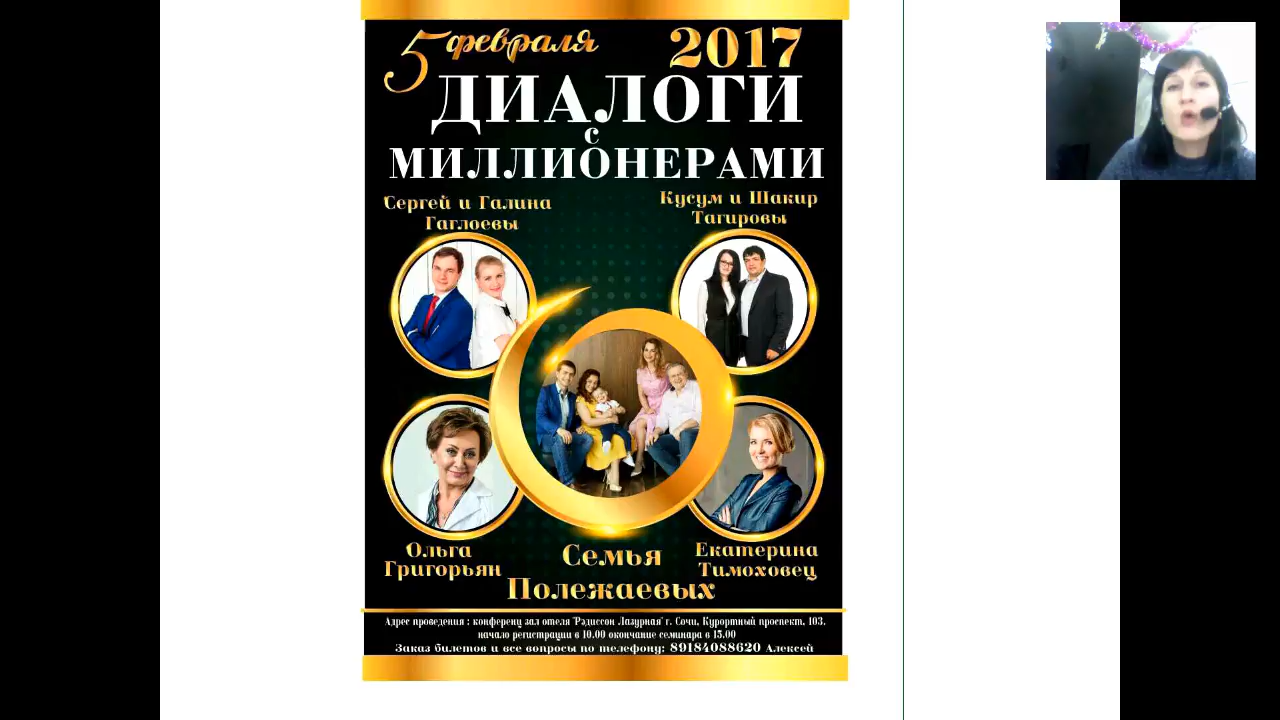 5 февраля 2017
ДИАЛОГИ
с
МИЛЛИОНЕРАМИ
Сергей и Галина
Гаглоевы
Кусум и Шакир
Тагировы
Ольга
Григорьян
Семья
Полежаевых
Екатерина
Тимоховец
Адрес проведения : конференц зал отеля "Рэдиссон Лазурная" г. Сочи, Курортный проспект, 103.
начало регистрации в 10.00 окончание семинара в 15.00
Заказ билетов и все вопросы по телефону: 89184088620 Алексей